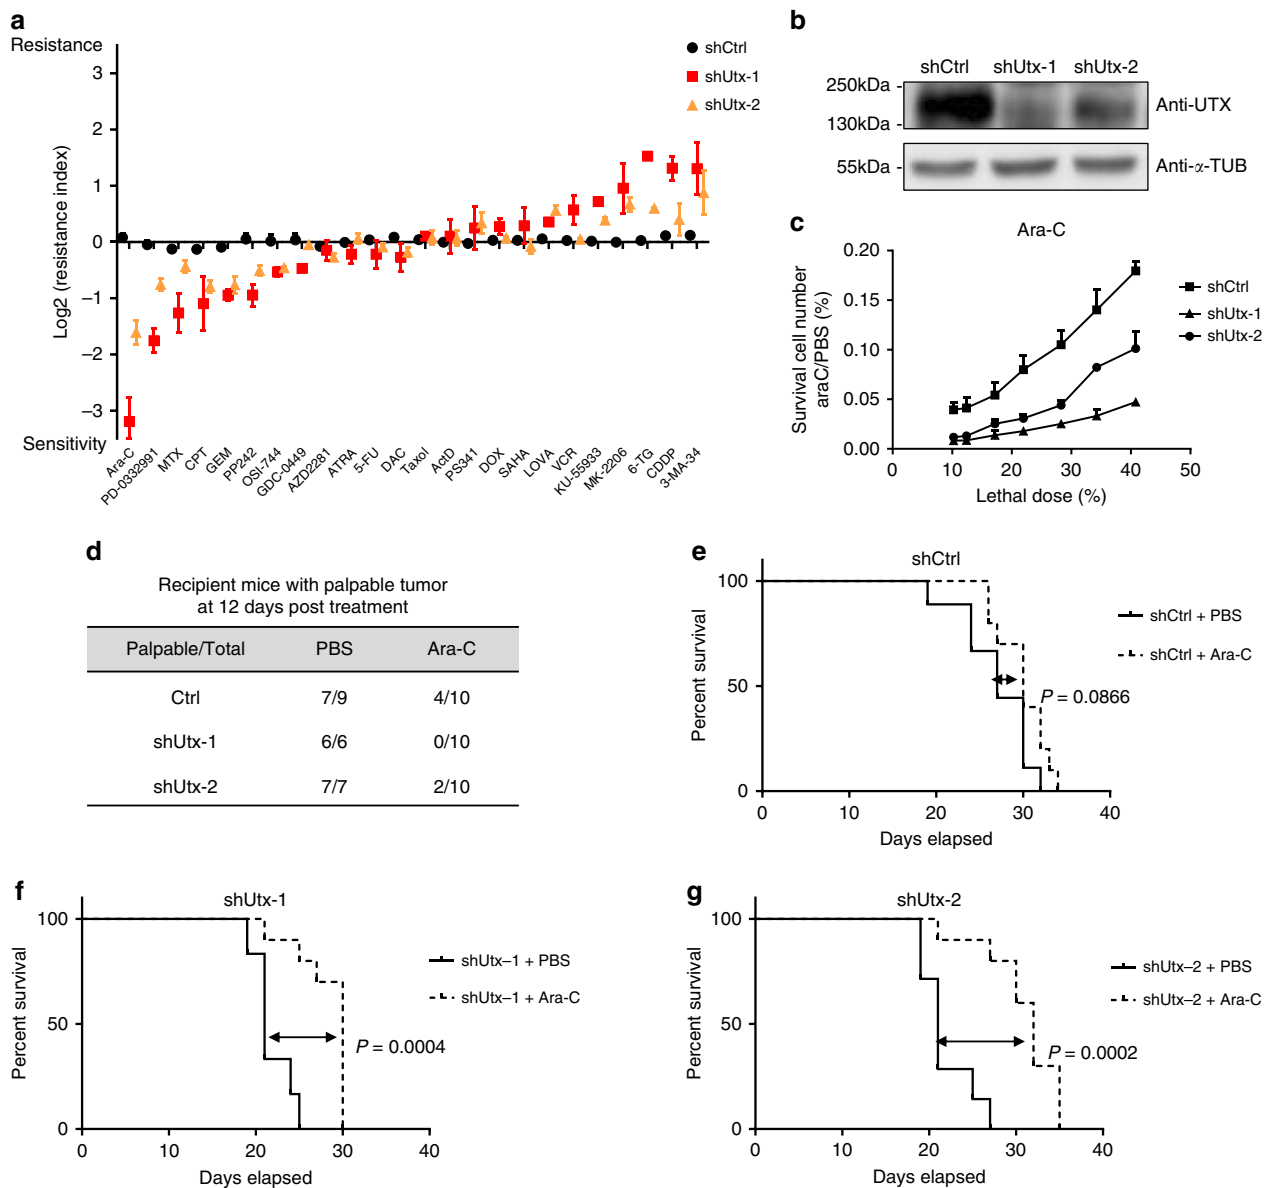 a
Resistance
3
2
1
0
–1
–2
–3
Sensitivity
Log2 (resistance index)
shCtrl
shUtx-1
shUtx-2
Ara-C
PD-0332991
MTX
CPT
GEM
PP242
OSI-744
GDC-0449
AZD2281
ATRA
5-FU
DAC
Taxol
ActD
PS341
DOX
SAHA
LOVA
VCR
KU-55933
MK-2206
6-TG
CDDP
3-MA-34
b
shCtrl shUtx-1 shUtx-2
250kDa -
130kDa -
Anti-UTX
55kDa -
Anti-α-TUB
c
Ara-C
Survival cell number
araC/PBS (%)
0.20
0.15
0.10
0.05
0.00
0 10 20 30 40 50
Lethal dose (%)
shCtrl
shUtx-1
shUtx-2
d
Recipient mice with palpable tumor
at 12 days post treatment
Palpable/Total PBS Ara-C
Ctrl 7/9 4/10
shUtx-1 6/6 0/10
shUtx-2 7/7 2/10
e
shCtrl
Percent survival
100
50
0
0 10 20 30 40
Days elapsed
P = 0.0866
shCtrl + PBS
shCtrl + Ara-C
f
shUtx-1
Percent survival
100
50
0
0 10 20 30 40
Days elapsed
P = 0.0004
shUtx–1 + PBS
shUtx–1 + Ara-C
g
shUtx-2
Percent survival
100
50
0
0 10 20 30 40
Days elapsed
P = 0.0002
shUtx–2 + PBS
shUtx–2 + Ara-C